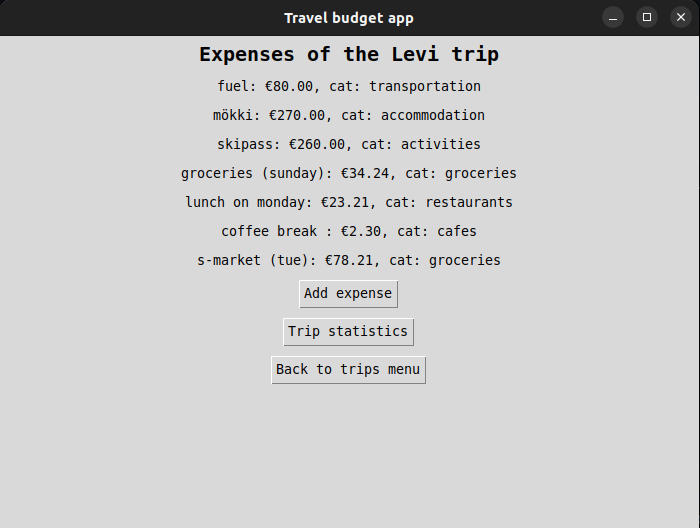 Travel budget app
Expenses of the Levi trip
fuel: €80.00, cat: transportation
mökki: €270.00, cat: accommodation
skipass: €260.00, cat: activities
groceries (sunday): €34.24, cat: groceries
lunch on monday: €23.21, cat: restaurants
coffee break : €2.30, cat: cafes
s-market (tue): €78.21, cat: groceries
Add expense
Trip statistics
Back to trips menu